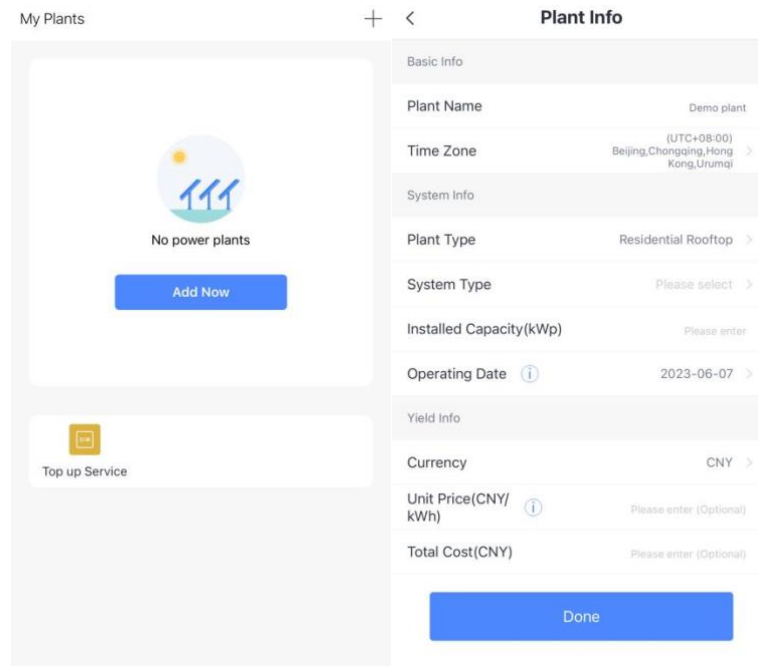 My Plants
No power plants
Add Now
Top up Service
Plant Info
Basic Info
Plant Name
Demo plant
Time Zone
(UTC+08:00)
Beijing,Chongqing,Hong
Kong,Urumqi
System Info
Plant Type
Residential Rooftop
System Type
Please select
Installed Capacity(kWp)
Please enter
Operating Date
2023-06-07
Yield Info
Currency
CNY
Unit Price(CNY/
kWh)
Please enter (Optional)
Total Cost(CNY)
Please enter (Optional)
Done